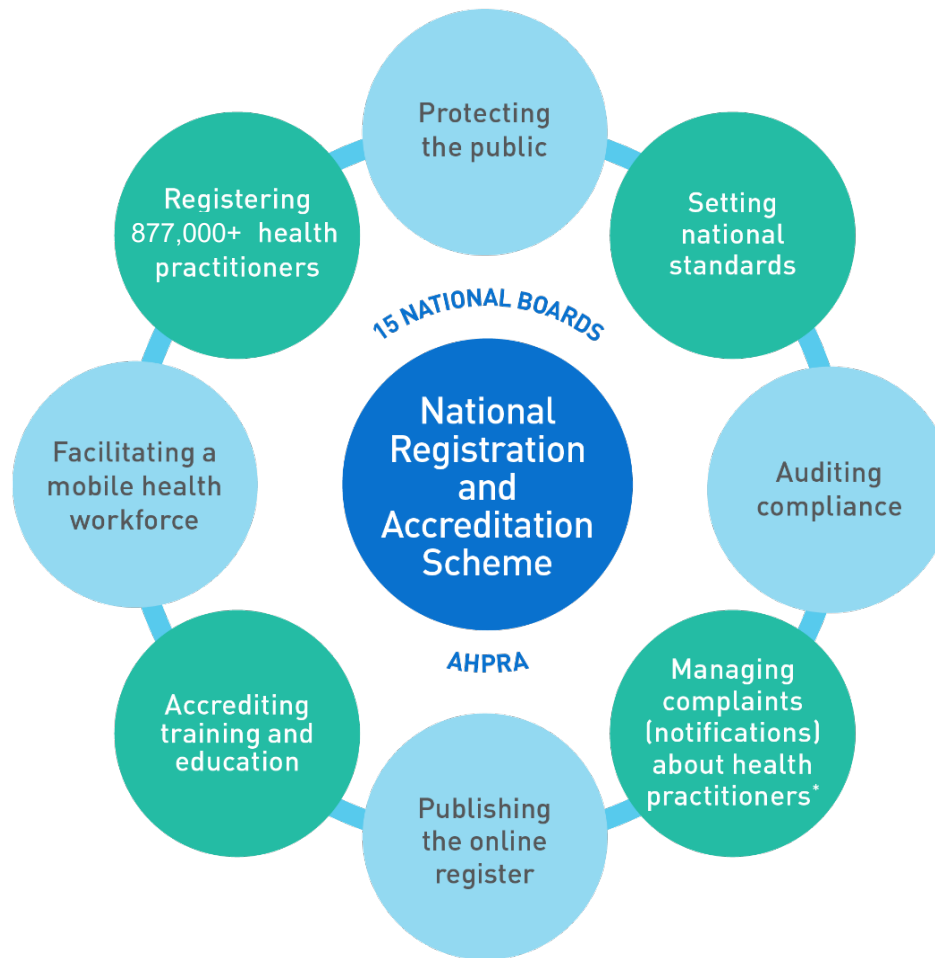 Protecting
the public
Setting
national
standards
Auditing
compliance
Managing
complaints
(notifications)
about health
practitioners*
Publishing
the online
register
Accrediting
training and
education
Facilitating a
mobile health
workforce
Registering
877,000+ health
practitioners
15 NATIONAL BOARDS
National
Registration
and
Accreditation
Scheme
AHPRA